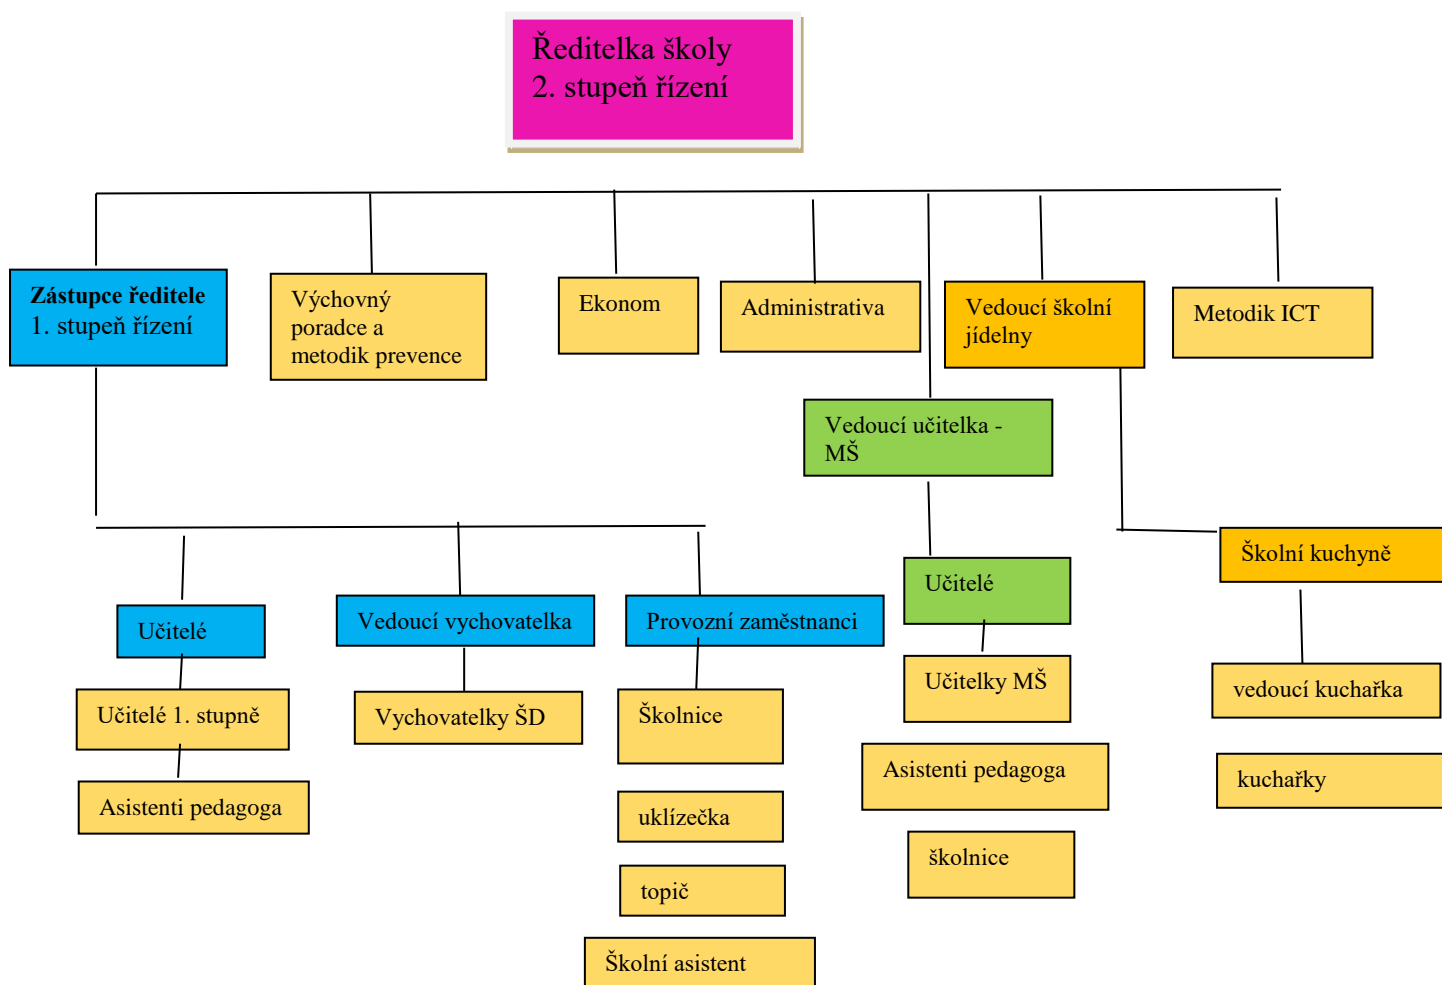 Ředitelka školy
2. stupeň řízení
Zástupce ředitele
1. stupeň řízení
Výchovný
poradce a
metodik prevence
Ekonom
Administrativa
Vedoucí školní
jídelny
Metodik ICT
Vedoucí učitelka -
MŠ
Učitelé
Vedoucí vychovatelka
Provozní zaměstnanci
Učitelé
Školní kuchyně
Učitelé 1. stupně
Vychovatelky ŠD
Školnice
Učitelky MŠ
vedoucí kuchařka
Asistenti pedagoga
uklízečka
Asistenti pedagoga
kuchařky
topič
školnice
Školní asistent